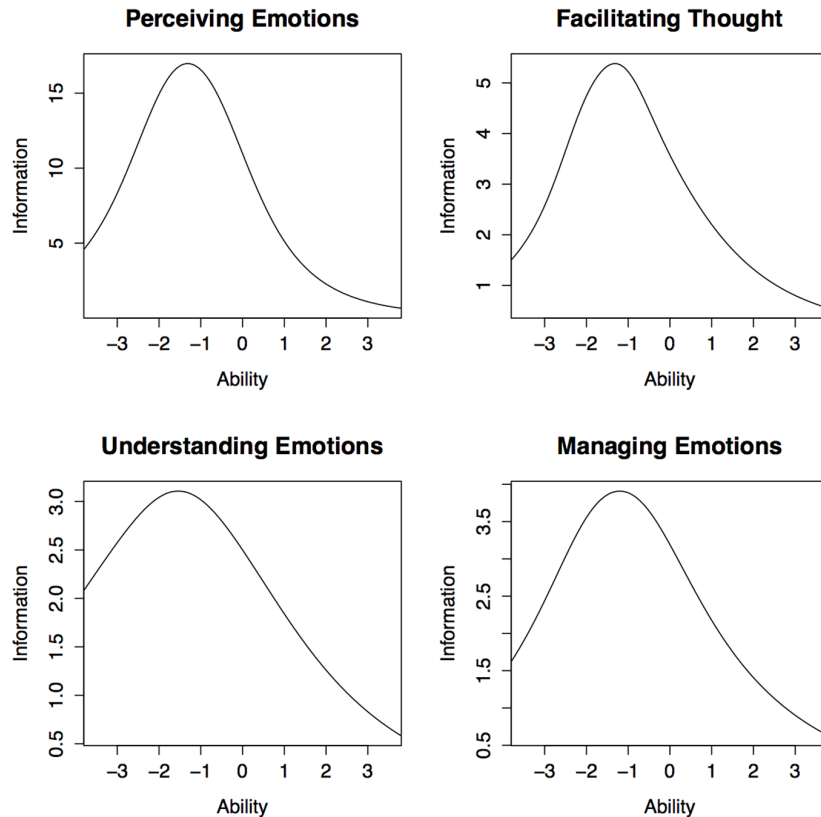 Perceiving Emotions
Information
5
10
15
−3 −2 −1 0 1 2 3
Ability
Facilitating Thought
Information
1
2
3
4
5
−3 −2 −1 0 1 2 3
Ability
Understanding Emotions
Information
0.5
1.0
1.5
2.0
2.5
3.0
−3 −2 −1 0 1 2 3
Ability
Managing Emotions
Information
0.5
1.5
2.5
3.5
−3 −2 −1 0 1 2 3
Ability